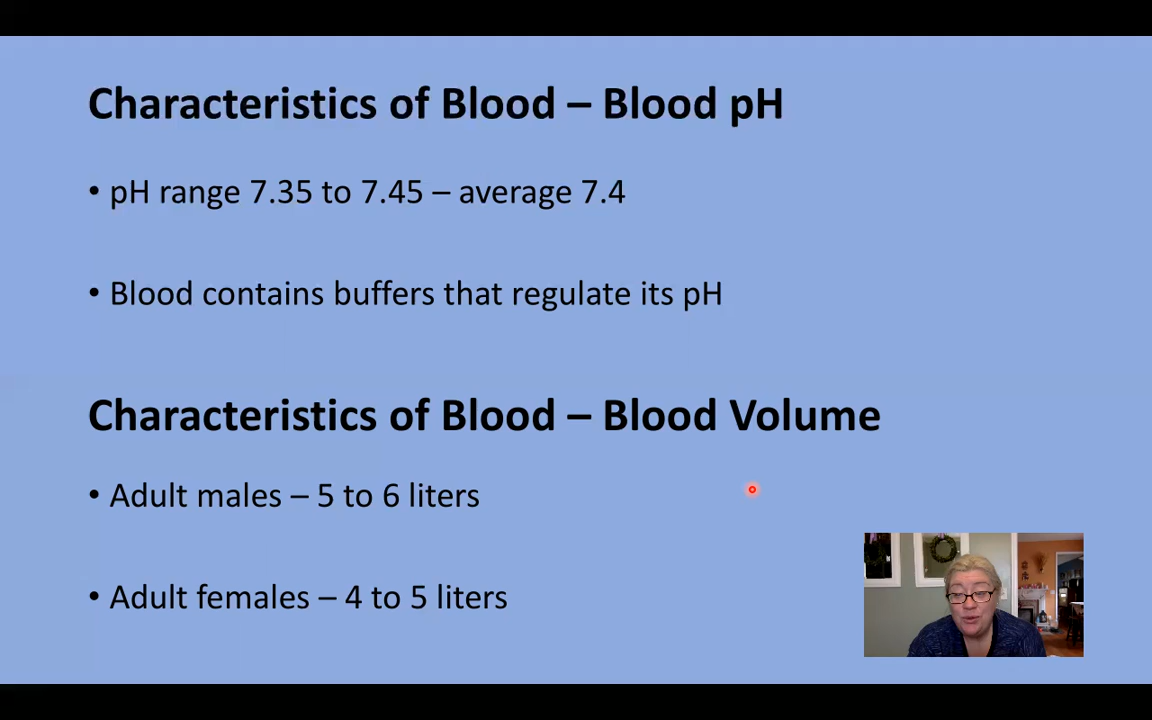 Characteristics of Blood – Blood pH
• pH range 7.35 to 7.45 – average 7.4
• Blood contains buffers that regulate its pH
Characteristics of Blood – Blood Volume
• Adult males – 5 to 6 liters
• Adult females – 4 to 5 liters